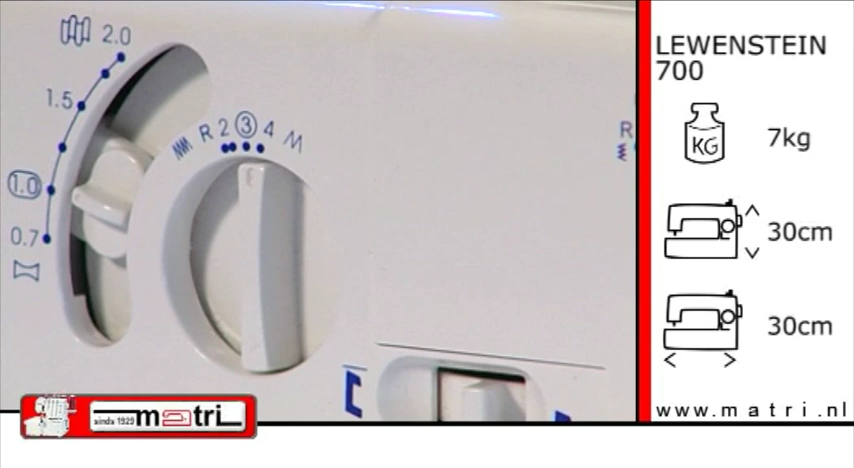 2.0
1.5
1.0
0.7
R 2 3 4
R
LEWENSTEIN
700
KG
7kg
30cm
30cm
www.matri.nl
sinds 1929 matri